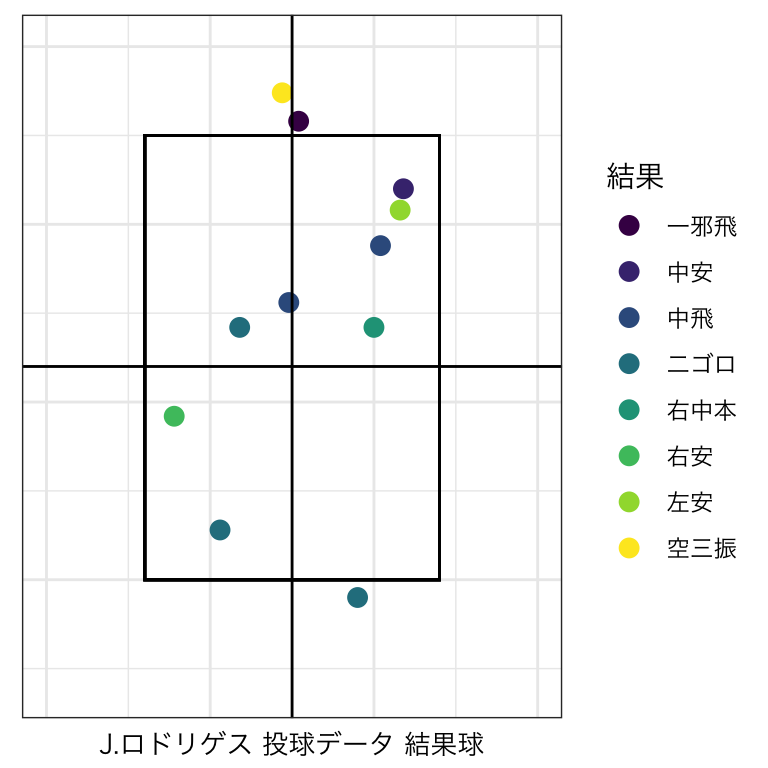 結果
一邪飛
中安
中飛
二ゴロ
右中本
右安
左安
空三振
J.ロドリゲス 投球データ 結果球